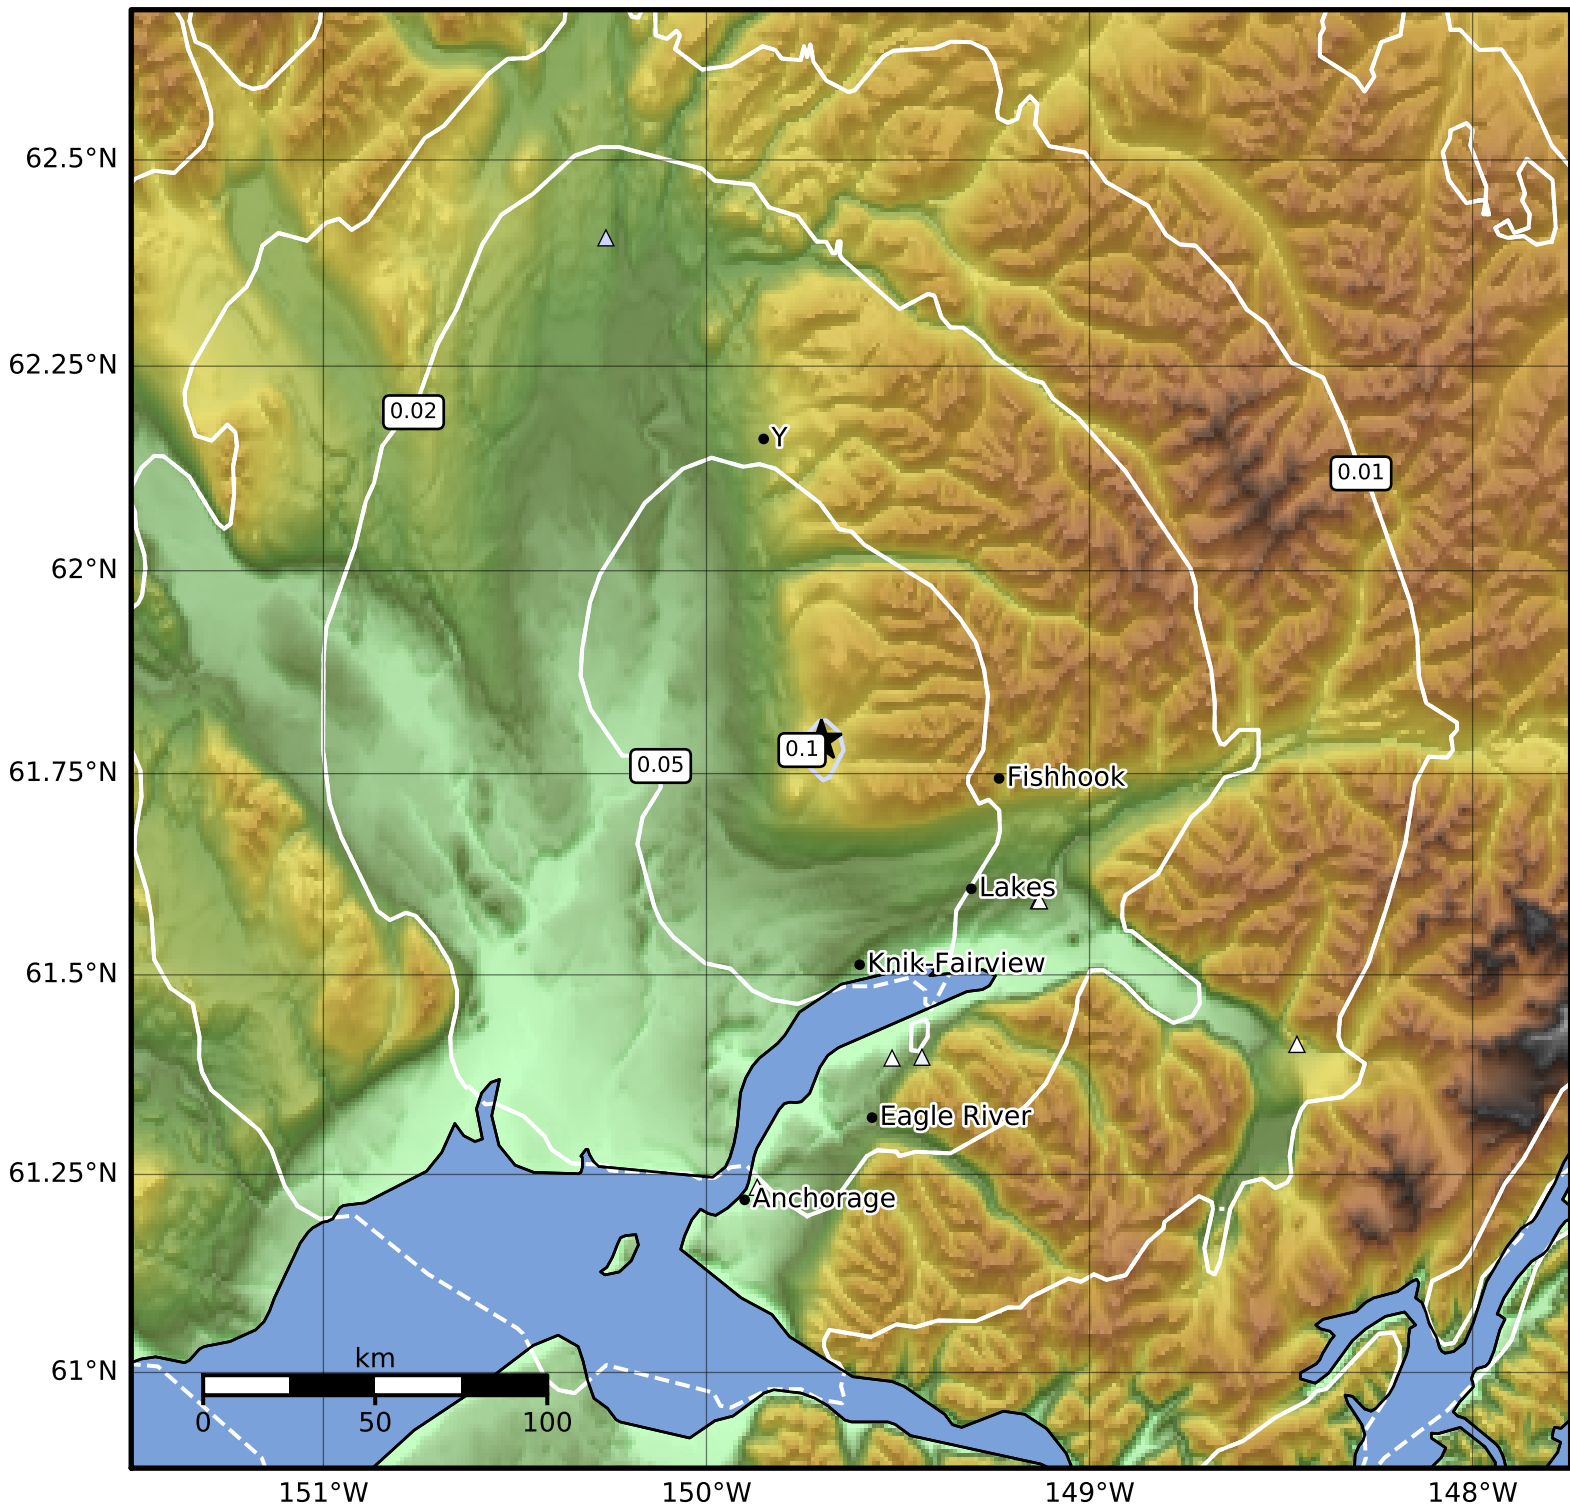 62.5°N
62.25°N
0.02
Y
0.01
62°N
0.1
0.05
61.75°N
Fishhook
Lakes
61.5°N
Knik-Fairview
Eagle River
61.25°N
Anchorage
61°N
km
0 50 100
151°W 150°W 149°W 148°W